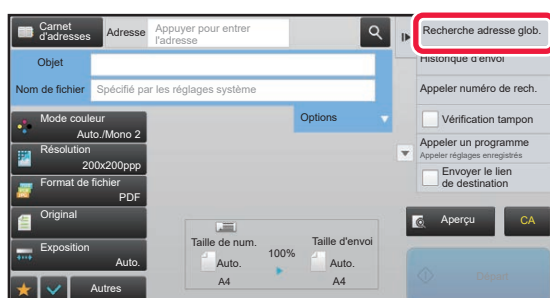 Carnet
d'adresses
Adresse
Appuyer pour entrer
l'adresse
Recherche adresse glob.
Objet
Historique d'envoi
Nom de fichier
Spécifié par les réglages système
Appeler numéro de rech.
Mode couleur
Auto./Mono 2
Options
Vérification tampon
Résolution
200x200ppp
Appeler un programme
Appeler réglages enregistrés
Format de fichier
PDF
Envoyer le lien
de destination
Original
Aperçu
CA
Taille de num.
100%
Taille d'envoi
Exposition
Auto.
Auto.
Auto.
A4
A4
Départ
Autres